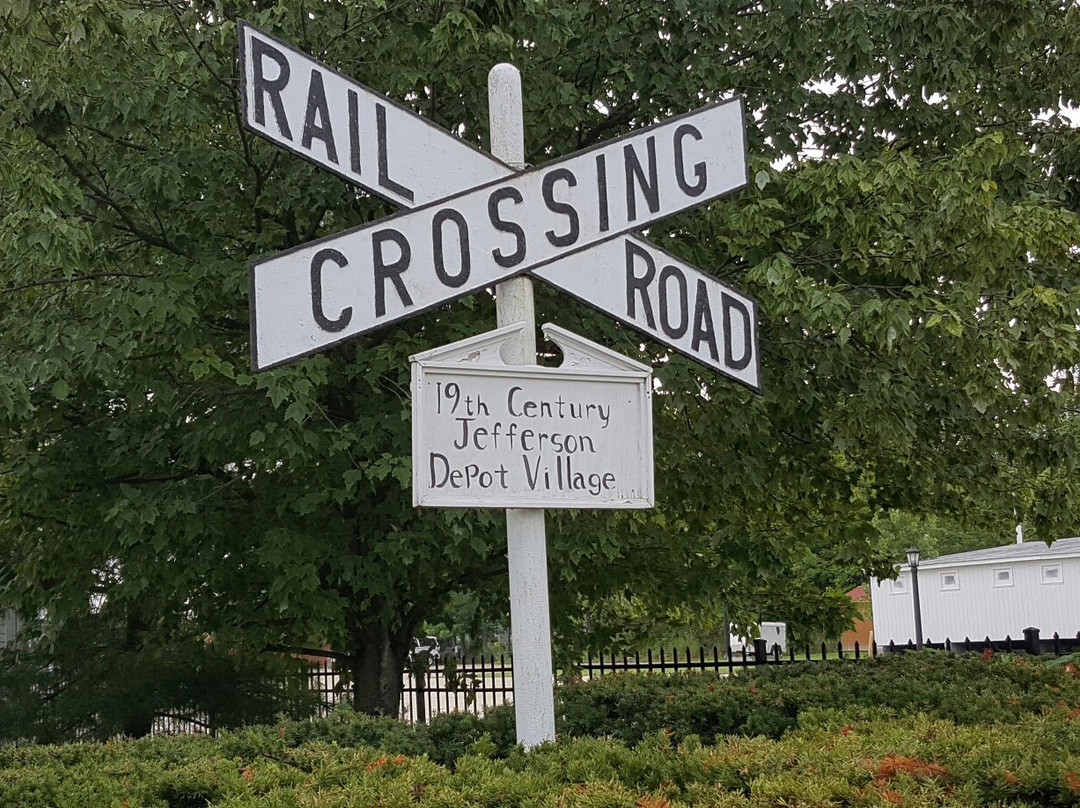 RAIL
CROSSING
ROAD
19th Century
Jefferson
Depot Village